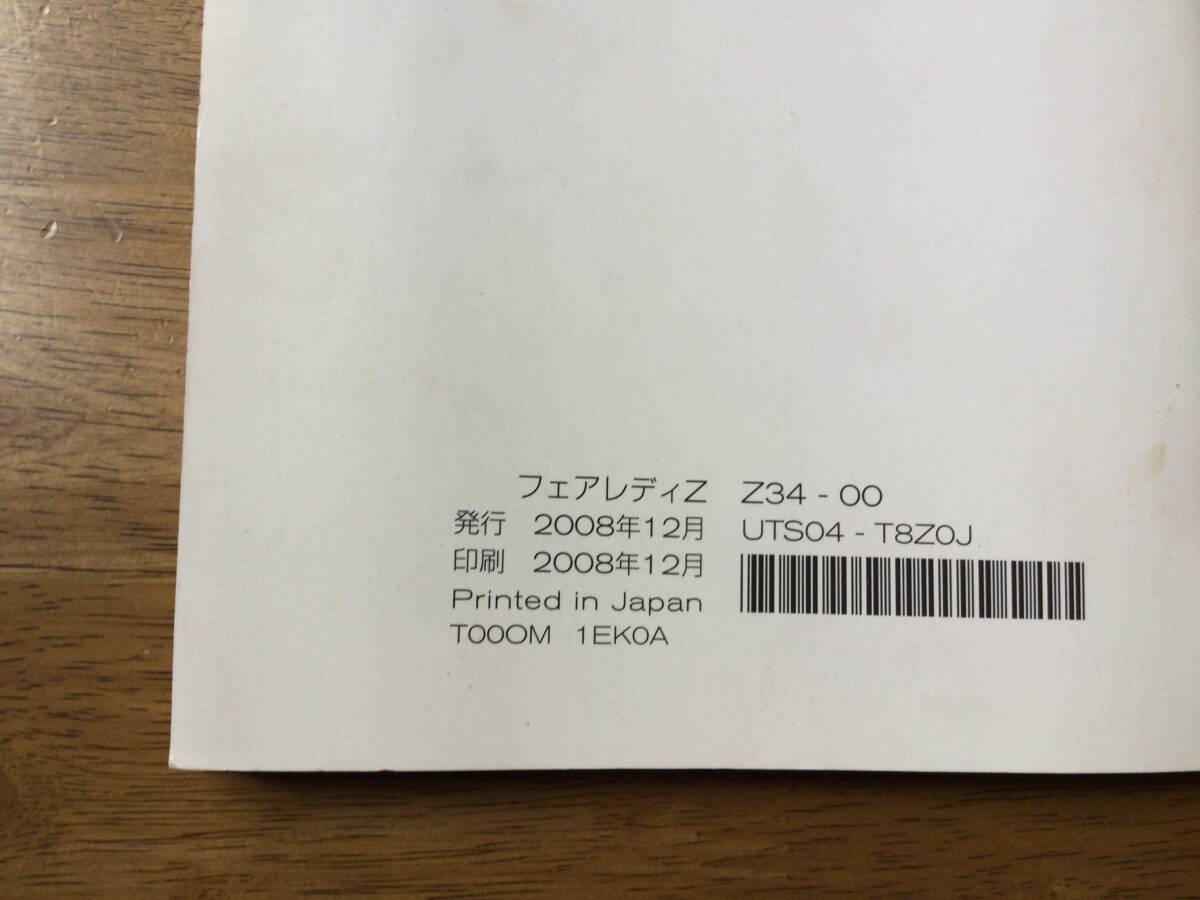 フェアレディZ Z34-00
発行 2008年12月 UTS04-T8Z0J
印刷 2008年12月
Printed in Japan
T00OM 1EK0A